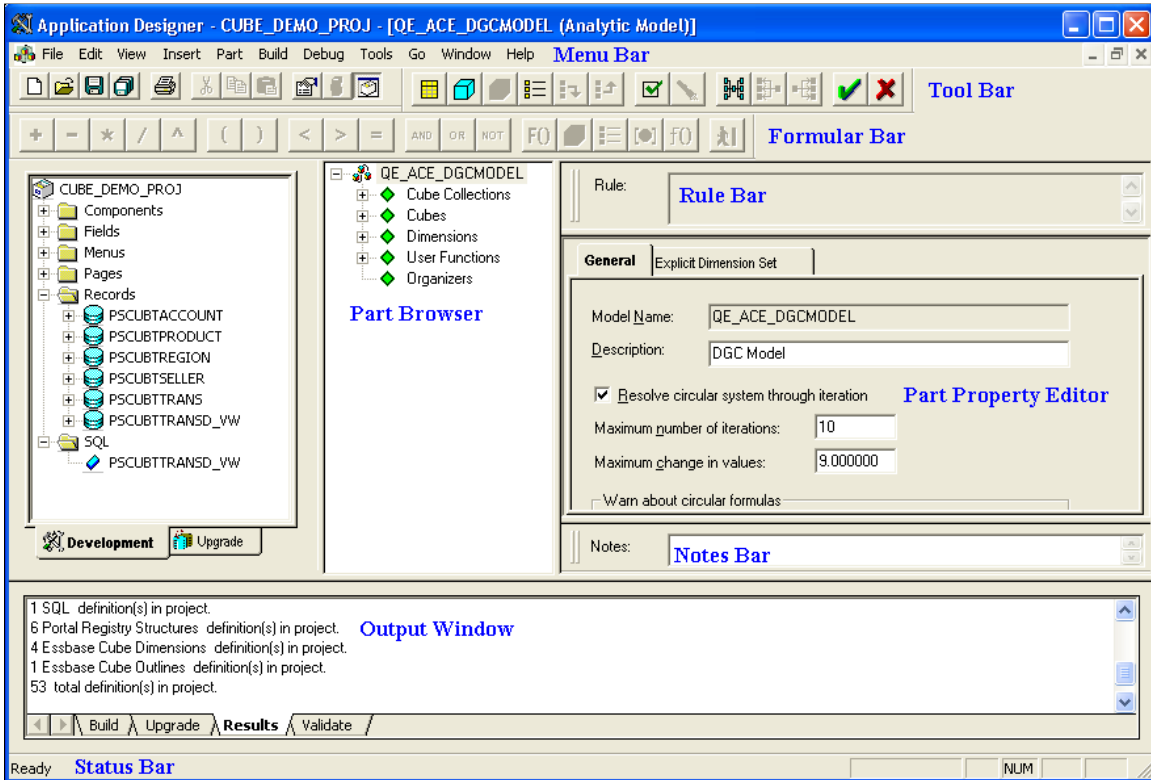 Application Designer - CUBE_DEMO_PROJ - [QE_ACE_DGCMODEL (Analytic Model)]
File Edit View Insert Part Build Debug Tools Go Window Help Menu Bar
Tool Bar
+ - * / ^ ( ) < > = AND OR NOT F() f() Formular Bar
CUBE_DEMO_PROJ
Components
Fields
Menus
Pages
Records
PSCUBTACCOUNT
PSCUBTPRODUCT
PSCUBTREGION
PSCUBTSELLER
PSCUBTTRANS
PSCUBTTRANSD_VW
SQL
PSCUBTTRANSD_VW
Development Upgrade
QE_ACE_DGCMODEL
Cube Collections
Cubes
Dimensions
User Functions
Organizers
Part Browser
Rule: Rule Bar
General Explicit Dimension Set
Model Name: QE_ACE_DGCMODEL
Description: DGC Model
Resolve circular system through iteration Part Property Editor
Maximum number of iterations: 10
Maximum change in values: 9.000000
Warn about circular formulas
Notes: Notes Bar
1 SQL definition(s) in project.
6 Portal Registry Structures definition(s) in project. Output Window
4 Essbase Cube Dimensions definition(s) in project.
1 Essbase Cube Outlines definition(s) in project.
53 total definition(s) in project.
Build Upgrade Results Validate
Ready Status Bar NUM